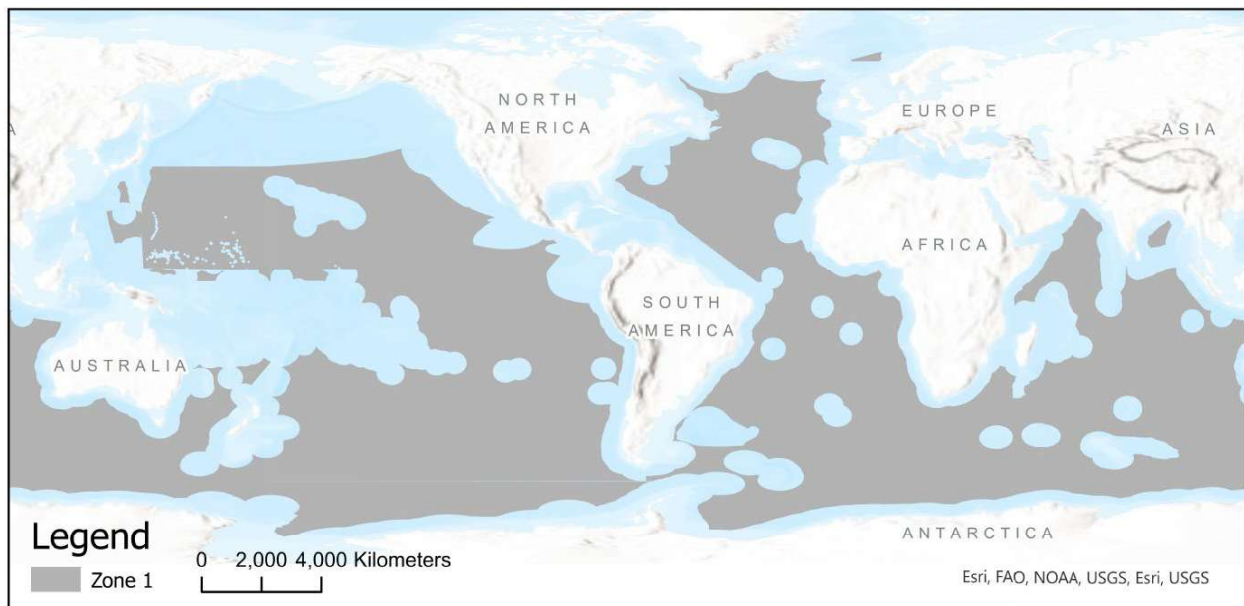 NORTH
AMERICA
EUROPE
ASIA
A
AFRICA
SOUTH
AMERICA
AUSTRALIA
ANTARCTICA
Legend
Zone 1
0 2,000 4,000 Kilometers
Esri, FAO, NOAA, USGS, Esri, USGS